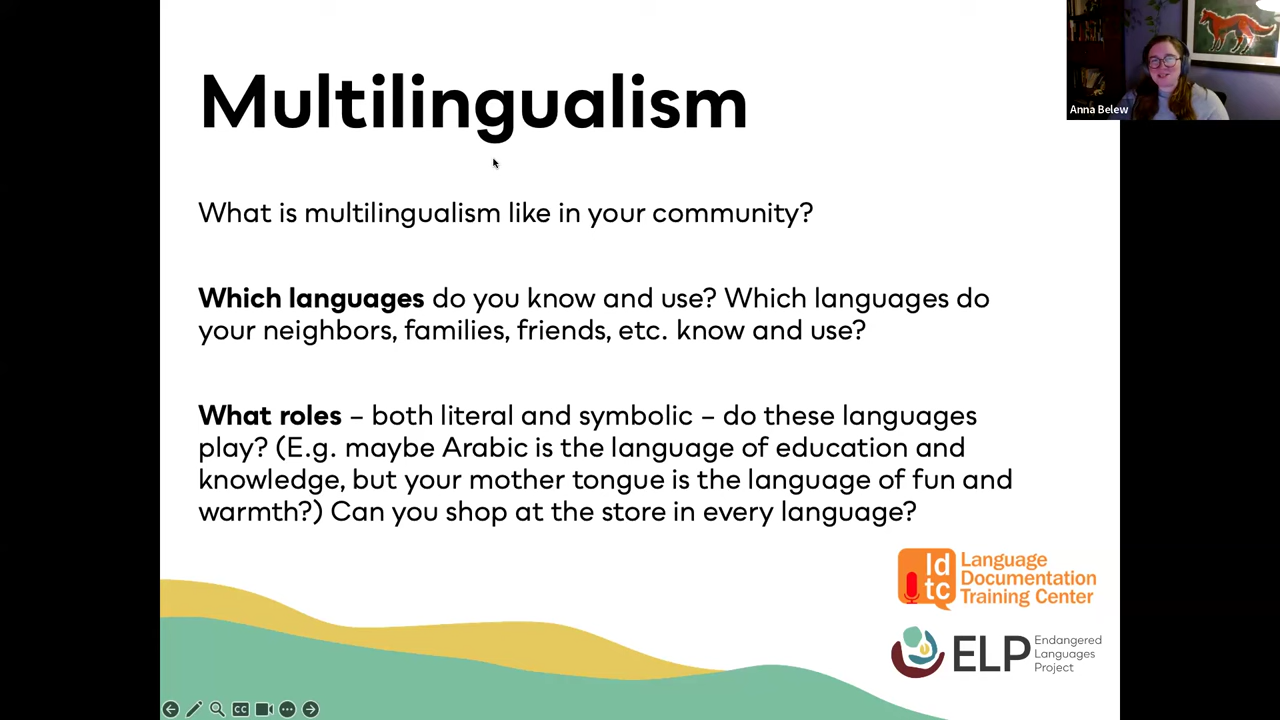 Multilingualism
Anna Belew
What is multilingualism like in your community?
Which languages do you know and use? Which languages do
your neighbors, families, friends, etc. know and use?
What roles – both literal and symbolic – do these languages
play? (E.g. maybe Arabic is the language of education and
knowledge, but your mother tongue is the language of fun and
warmth?) Can you shop at the store in every language?
ld
tc
Language
Documentation
Training Center
ELP
Endangered
Languages
Project
CC